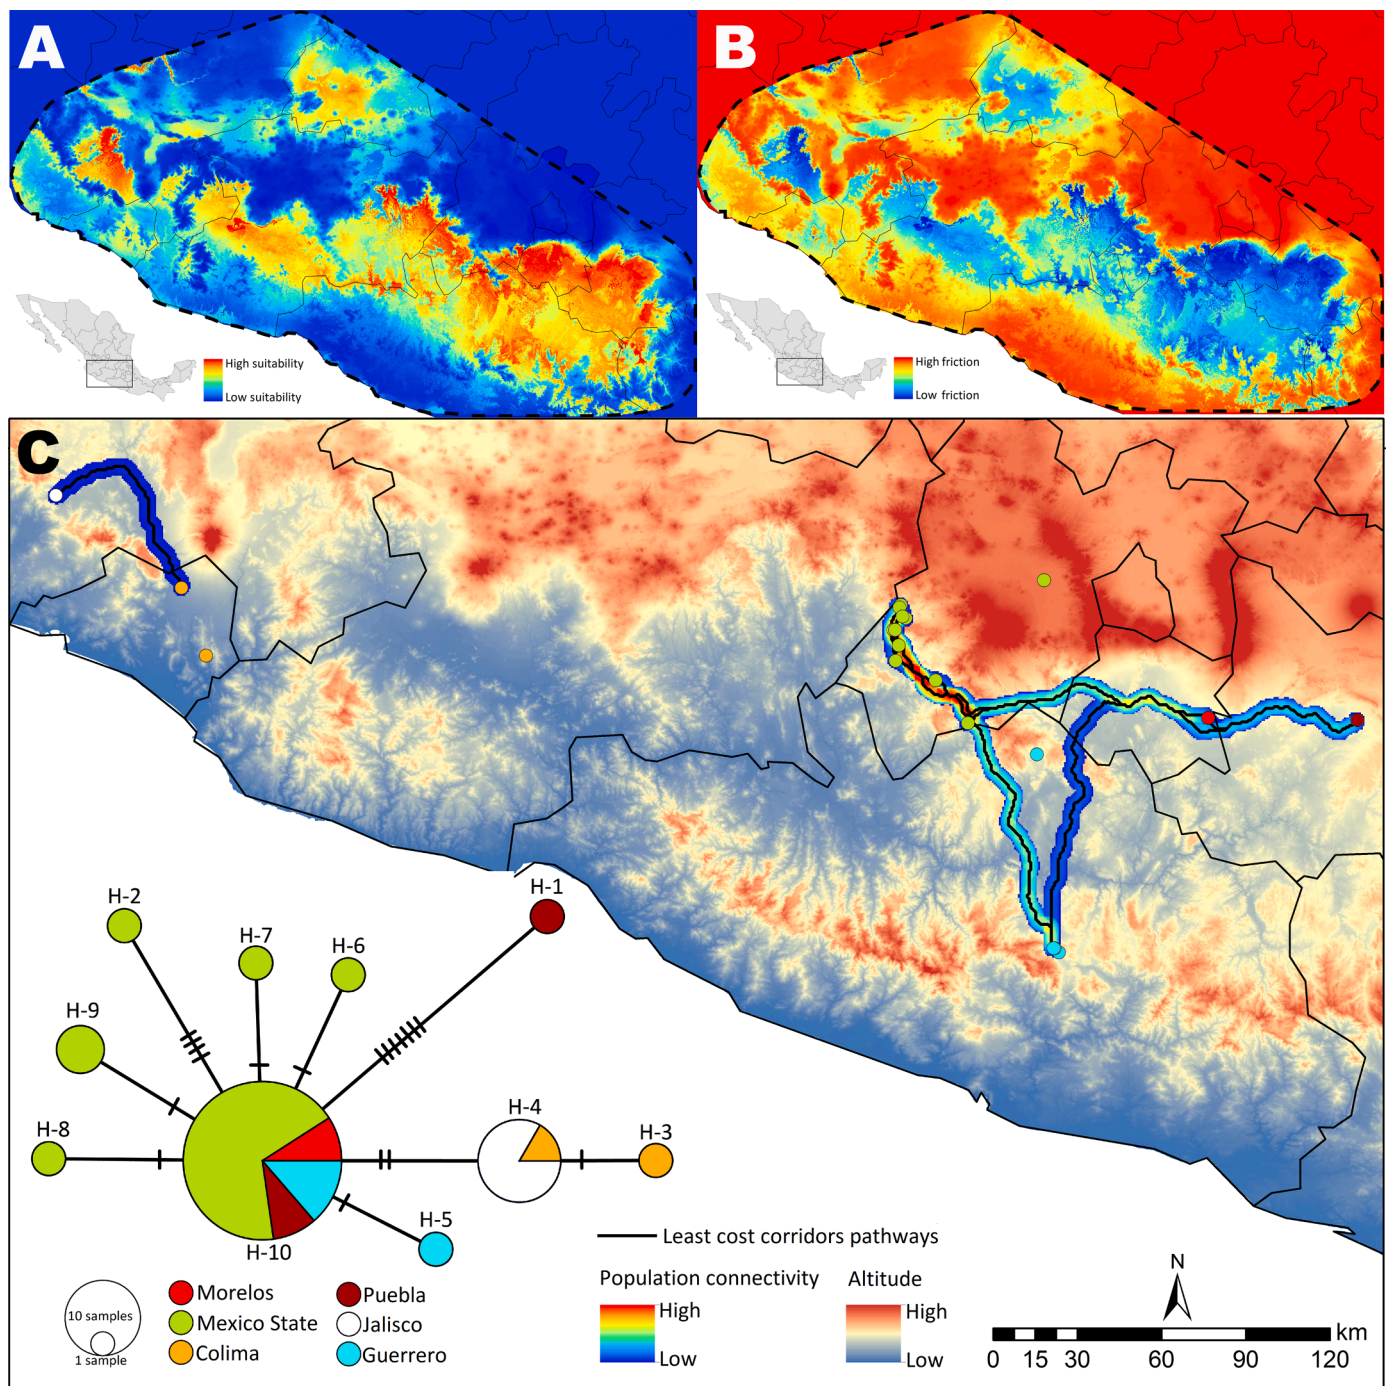 A
B
High suitability
Low suitability
High friction
Low friction
C
H-1
H-2
H-7
H-6
H-9
H-4
H-3
H-8
H-5
H-10
Least cost corridors pathways
Population connectivity
High
Low
Altitude
High
Low
N
km
0 15 30 60 90 120
10 samples
1 sample
Morelos
Mexico State
Colima
Puebla
Jalisco
Guerrero